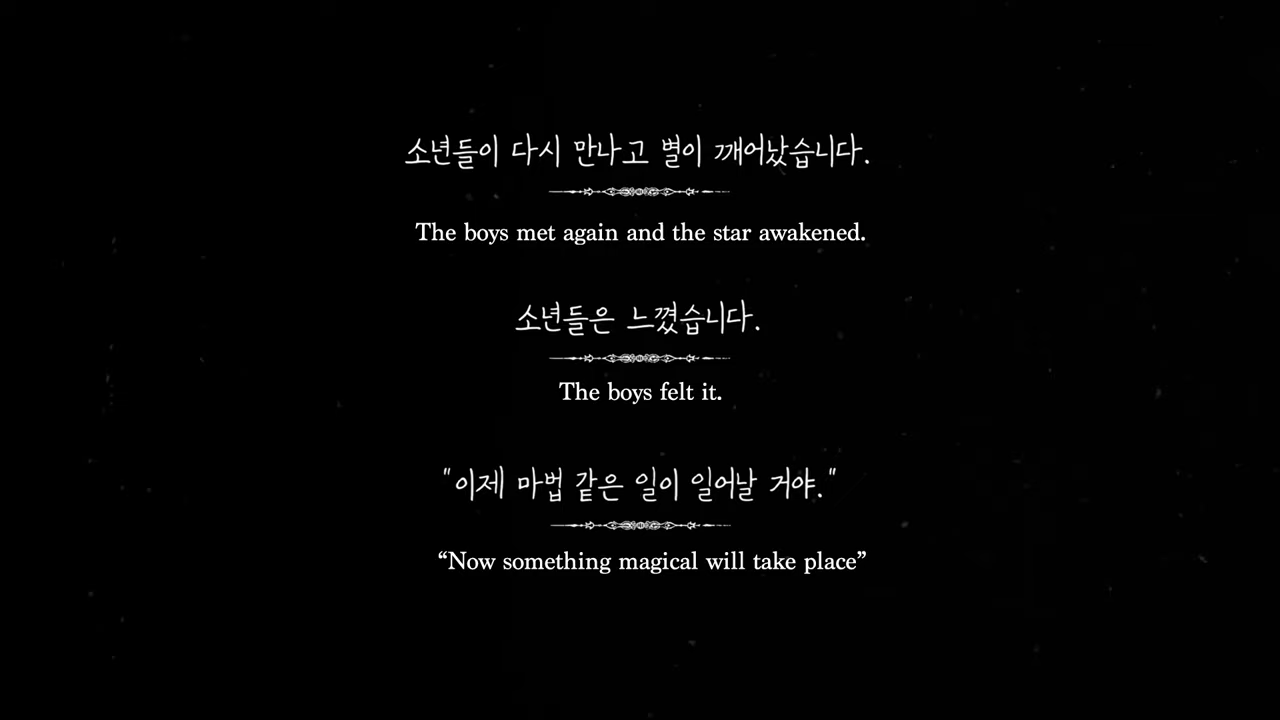 소년들이 다시 만나고 별이 깨어났습니다.
The boys met again and the star awakened.
소년들은 느꼈습니다.
The boys felt it.
"이제 마법 같은 일이 일어날 거야."
“Now something magical will take place”